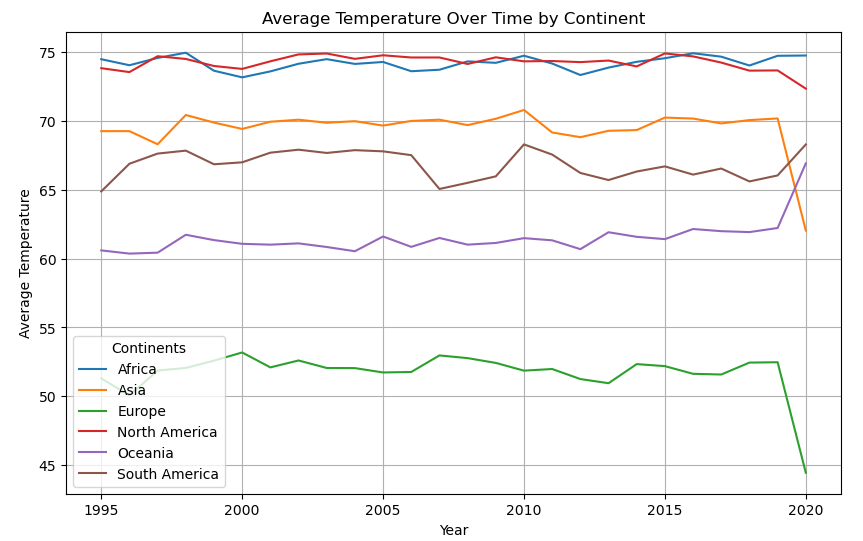 Average Temperature Over Time by Continent
Average Temperature
75
70
65
60
55
50
45
Continents
Africa
Asia
Europe
North America
Oceania
South America
1995 2000 2005 2010 2015 2020
Year